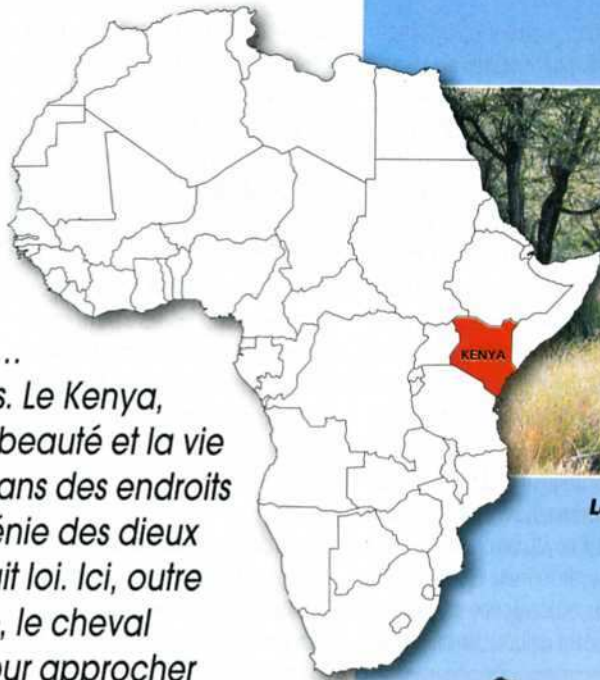 ...
s. Le Kenya,
beauté et la vie
ans des endroits
énie des dieux
ait loi. Ici, outre
, le cheval
our approcher
KENYA